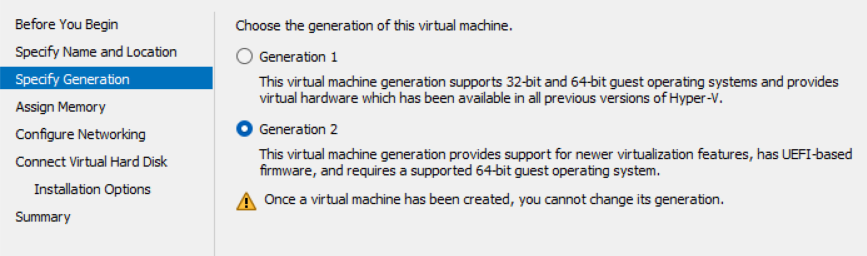 Before You Begin
Specify Name and Location
Specify Generation
Assign Memory
Configure Networking
Connect Virtual Hard Disk
Installation Options
Summary
Choose the generation of this virtual machine.
Generation 1
This virtual machine generation supports 32-bit and 64-bit guest operating systems and provides
virtual hardware which has been available in all previous versions of Hyper-V.
Generation 2
This virtual machine generation provides support for newer virtualization features, has UEFI-based
firmware, and requires a supported 64-bit guest operating system.
Once a virtual machine has been created, you cannot change its generation.